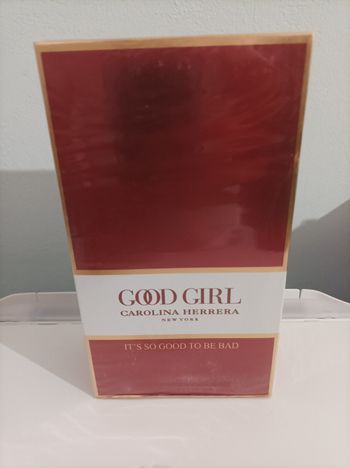 GOOD GIRL
CAROLINA HERRERA
NEW YORK
IT'S SO GOOD TO BE BAD